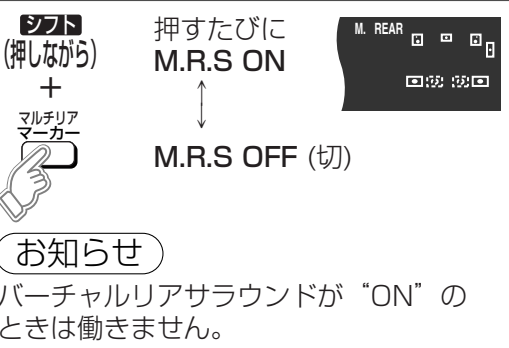 シフト
(押しながら)
+
マルチリア
マーカー
押すたびに
M.R.S ON
M.R.S OFF (切)
M. REAR
お知らせ
バーチャルリアサラウンドが“ON”の
ときは働きません。